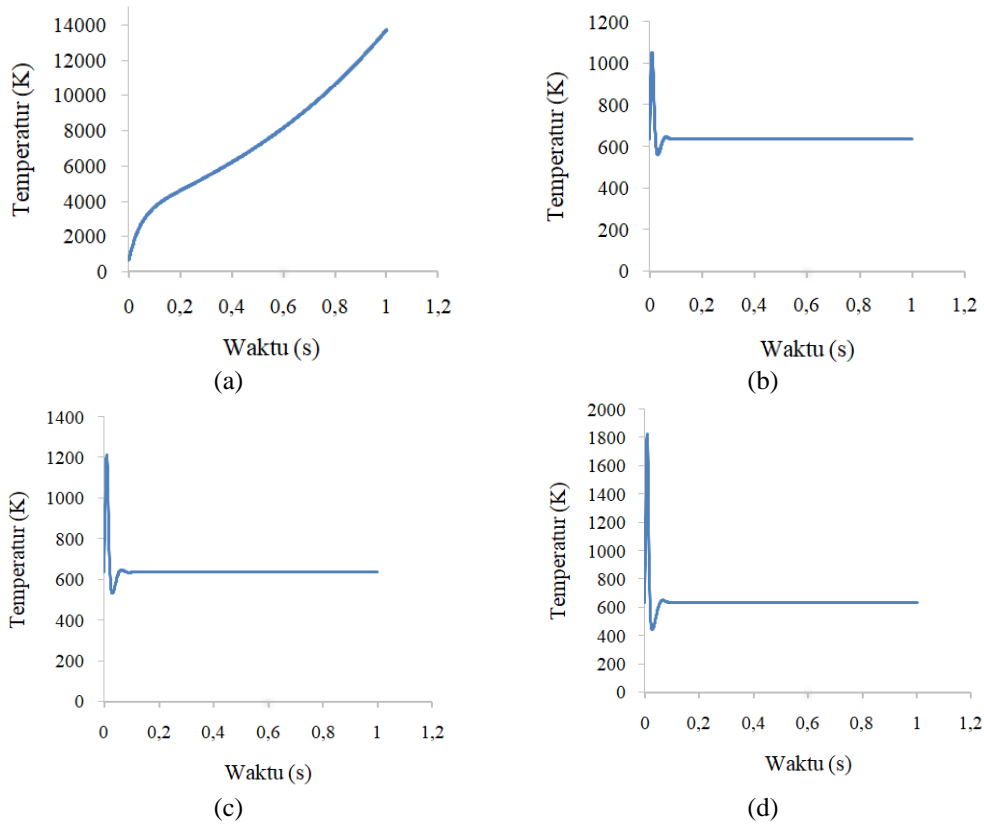 Temperatur (K)
14000
12000
10000
8000
6000
4000
2000
0
0 0,2 0,4 0,6 0,8 1 1,2
Waktu (s)
(a)
Temperatur (K)
1200
1000
800
600
400
200
0
0 0,2 0,4 0,6 0,8 1 1,2
Waktu (s)
(b)
Temperatur (K)
1400
1200
1000
800
600
400
200
0
0 0,2 0,4 0,6 0,8 1 1,2
Waktu (s)
(c)
Temperatur (K)
2000
1800
1600
1400
1200
1000
800
600
400
200
0
0 0,2 0,4 0,6 0,8 1 1,2
Waktu (s)
(d)